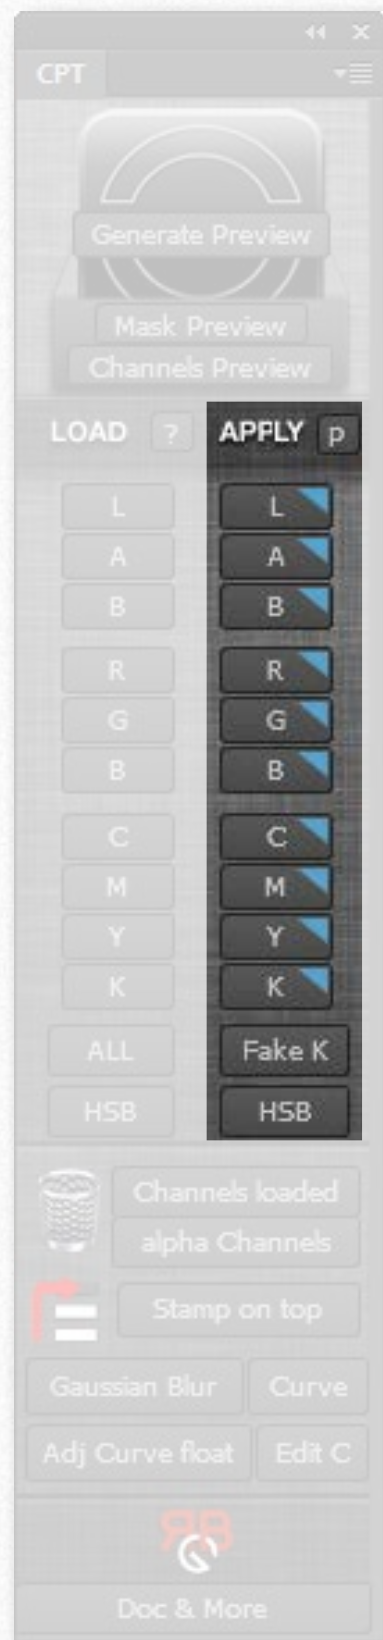 CPT
Generate Preview
Mask Preview
Channels Preview
LOAD ? APPLY p
L L
A A
B B
R R
G G
B B
C C
M M
Y Y
K K
ALL Fake K
HSB HSB
Channels loaded
alpha Channels
Stamp on top
Gaussian Blur Curve
Adj Curve float Edit C
RB
Doc & More